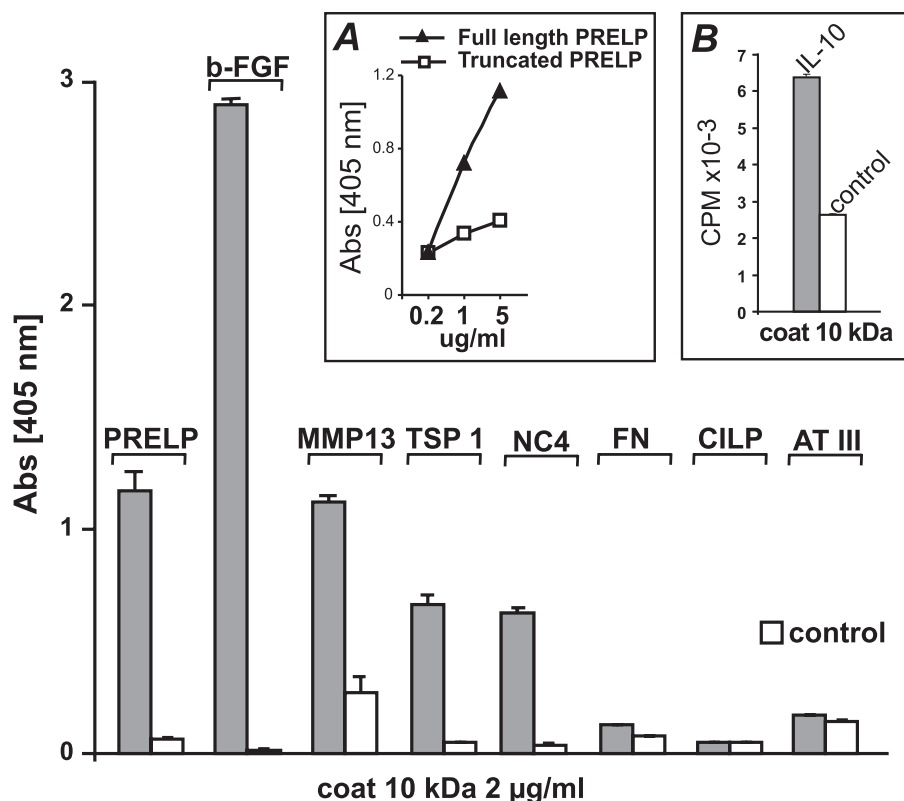 A
Full length PRELP
Truncated PRELP
1.2
0.8
0.4
0
Abs [405 nm]
0.2 1 5
ug/ml
B
IL-10
control
7
6
5
4
3
2
1
0
CPM x10-3
coat 10 kDa
3
2
1
0
Abs [405 nm]
b-FGF
PRELP
MMP13
TSP 1
NC4
FN
CILP
AT III
control
coat 10 kDa 2 µg/ml